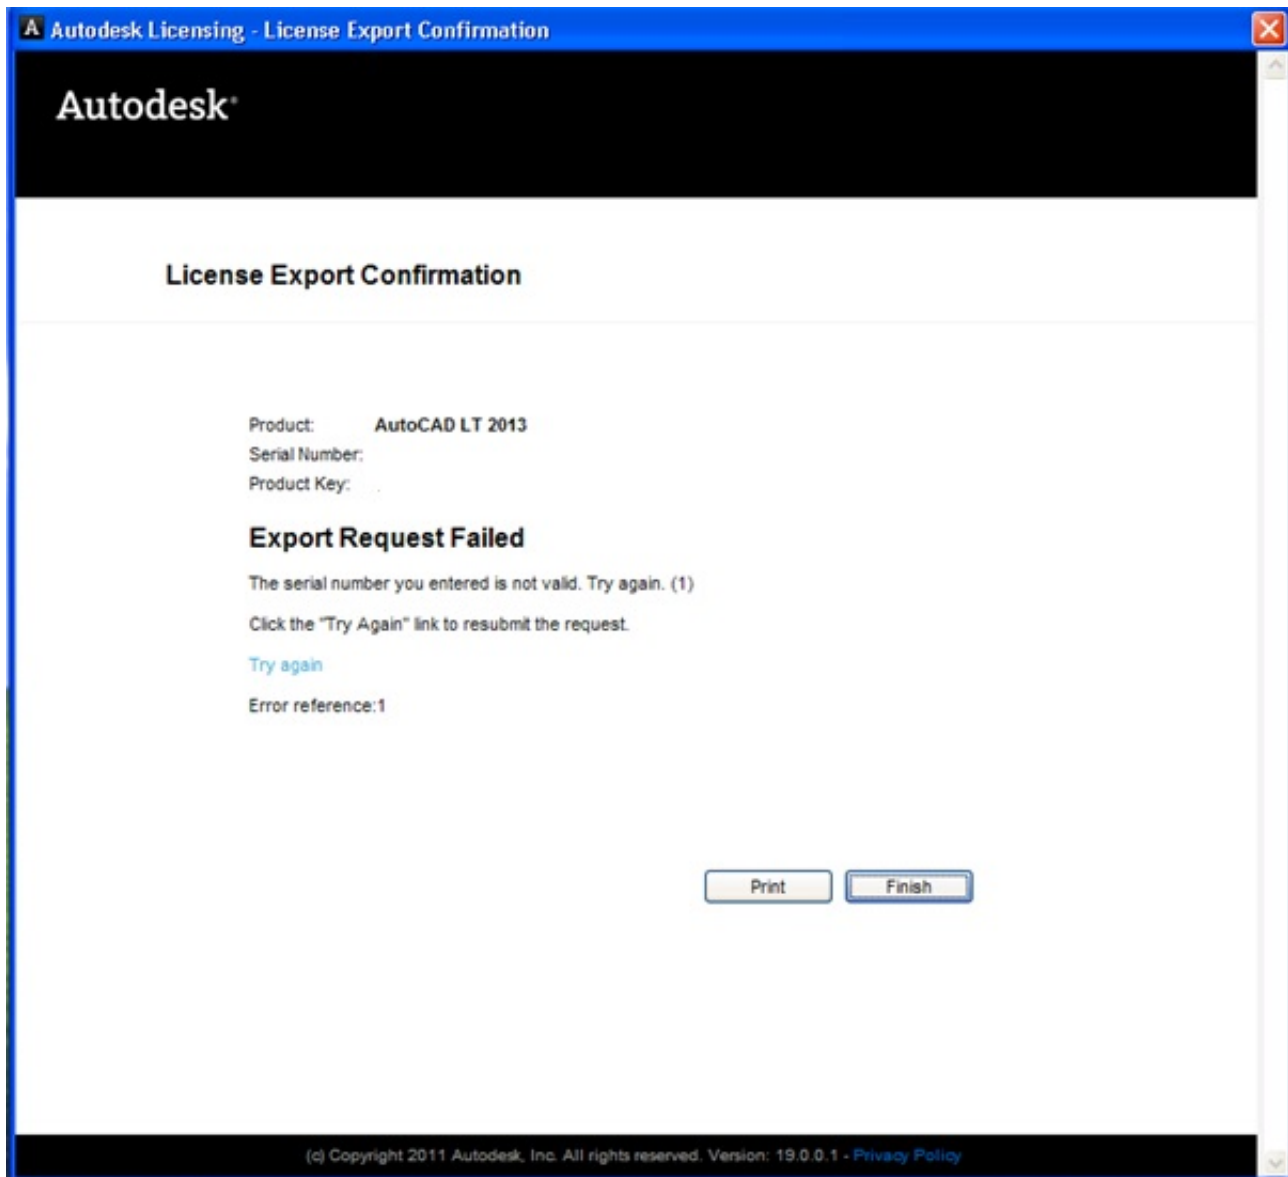 Autodesk Licensing - License Export Confirmation
Autodesk®
License Export Confirmation
Product: AutoCAD LT 2013
Serial Number:
Product Key:
Export Request Failed
The serial number you entered is not valid. Try again. (1)
Click the "Try Again" link to resubmit the request.
Try again
Error reference:1
Print Finish
(c) Copyright 2011 Autodesk, Inc. All rights reserved. Version: 19.0.0.1 - Privacy Policy